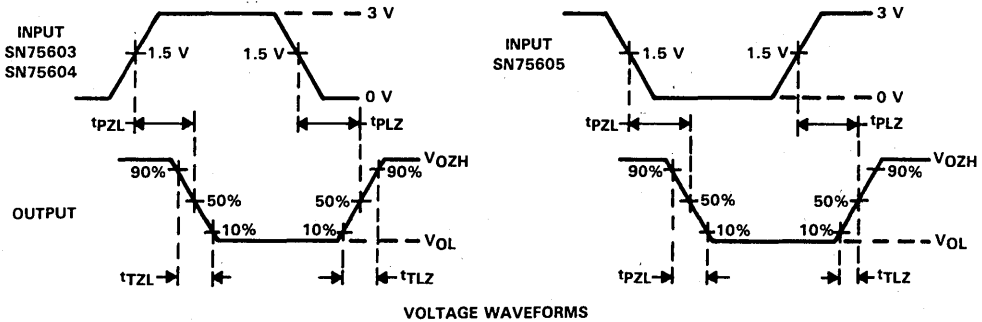 INPUT
SN75603
SN75604
3 V
1.5 V
1.5 V
0 V
tPZL
tPLZ
OUTPUT
VOZH
90%
90%
50%
50%
10%
10%
VOL
tTZL
tTLZ
INPUT
SN75605
3 V
1.5 V
1.5 V
0 V
tPZL
tPLZ
VOZH
90%
90%
50%
50%
10%
10%
VOL
tPZL
tTLZ
VOLTAGE WAVEFORMS